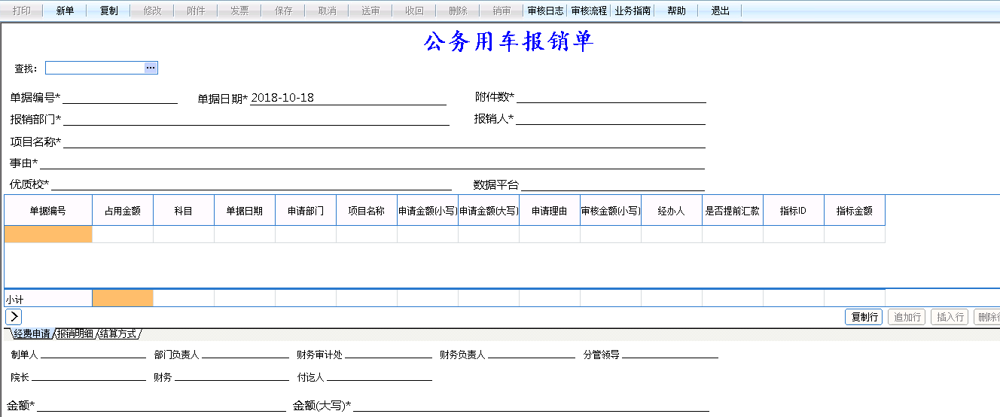 打印 新单 复制 修改 附件 发票 保存 取消 送审 收回 删除 销审 审核日志 审核流程 业务指南 帮助 退出
公务用车报销单
查找： ...
单据编号* 单据日期* 2018-10-18 附件数*
报销部门* 报销人*
项目名称*
事由*
优质校* 数据平台
单据编号 占用金额 科目 单据日期 申请部门 项目名称 申请金额(小写) 申请金额(大写) 申请理由 审核金额(小写) 经办人 是否提前汇款 指标ID 指标金额
小计
> 复制行 追加行 插入行 删除行
经费申请 报销明细 结算方式
制单人 部门负责人 财务审计处 财务负责人 分管领导
院长 财务 付讫人
金额* 金额(大写)*